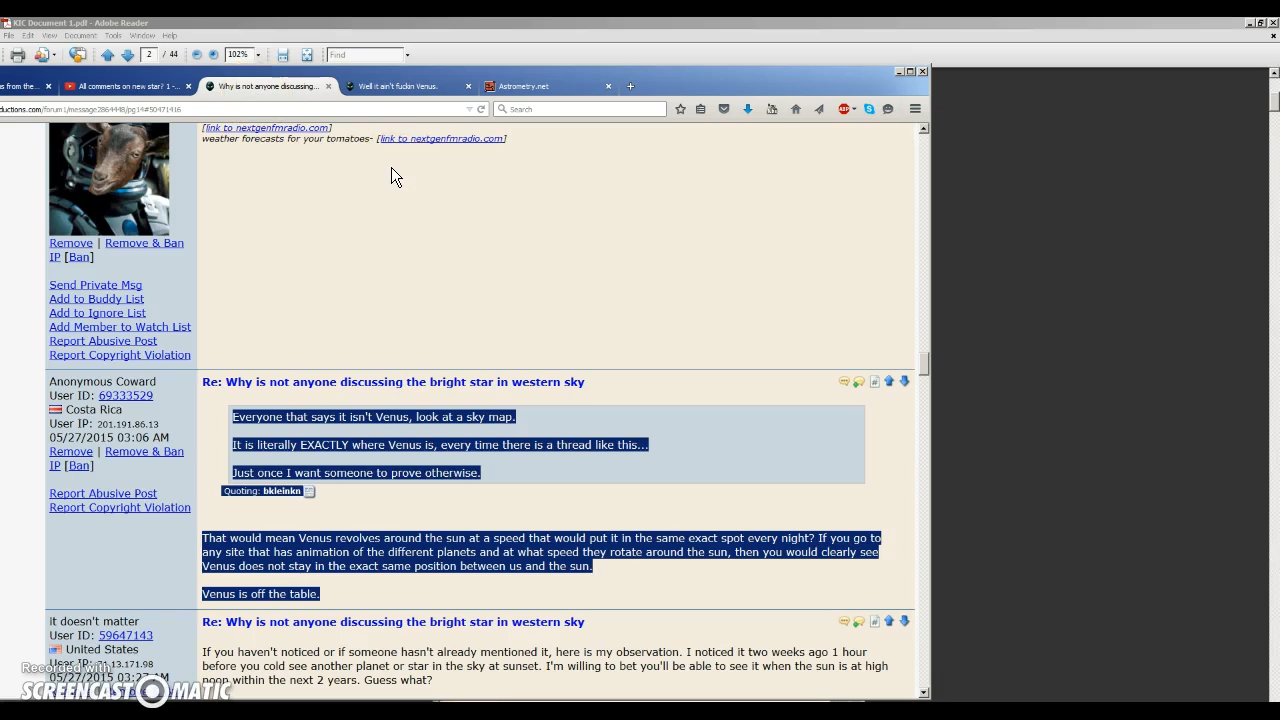 KIC Document 1.pdf - Adobe Reader
File Edit View Document Tools Window Help
2 / 44 102% Find
s from the... All comments on new star? 1 - ... Why is not anyone discussing... Well it ain't fuckin Venus. Astrometry.net
ductions.com/forum1/message2864448/pg14#50471416 Search
[link to nextgenfmradio.com]
weather forecasts for your tomatoes- [link to nextgenfmradio.com]
Remove | Remove & Ban
IP [Ban]
Send Private Msg
Add to Buddy List
Add to Ignore List
Add Member to Watch List
Report Abusive Post
Report Copyright Violation
Anonymous Coward
User ID: 69333529
Costa Rica
User IP: 201.191.86.13
05/27/2015 03:06 AM
Remove | Remove & Ban
IP [Ban]
Report Abusive Post
Report Copyright Violation
Re: Why is not anyone discussing the bright star in western sky
Everyone that says it isn't Venus, look at a sky map.
It is literally EXACTLY where Venus is, every time there is a thread like this...
Just once I want someone to prove otherwise.
Quoting: bkleinkn
That would mean Venus revolves around the sun at a speed that would put it in the same exact spot every night? If you go to
any site that has animation of the different planets and at what speed they rotate around the sun, then you would clearly see
Venus does not stay in the exact same position between us and the sun.
Venus is off the table.
it doesn't matter
User ID: 59647143
United States
Re: Why is not anyone discussing the bright star in western sky
If you haven't noticed or if someone hasn't already mentioned it, here is my observation. I noticed it two weeks ago 1 hour
before you cold see another planet or star in the sky at sunset. I'm willing to bet you'll be able to see it when the sun is at high
noon within the next 2 years. Guess what?
Recorded with
SCREENCAST-O-MATIC